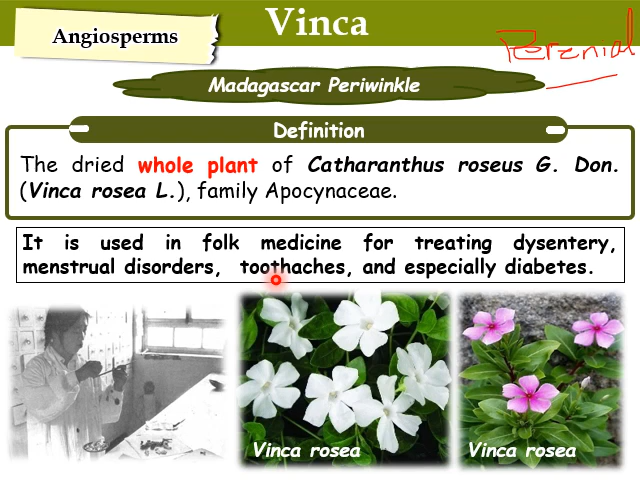 Vinca
Angiosperms
Perenial
Madagascar Periwinkle
Definition
The dried whole plant of Catharanthus roseus G. Don.
(Vinca rosea L.), family Apocynaceae.
It is used in folk medicine for treating dysentery,
menstrual disorders, toothaches, and especially diabetes.
Vinca rosea
Vinca rosea